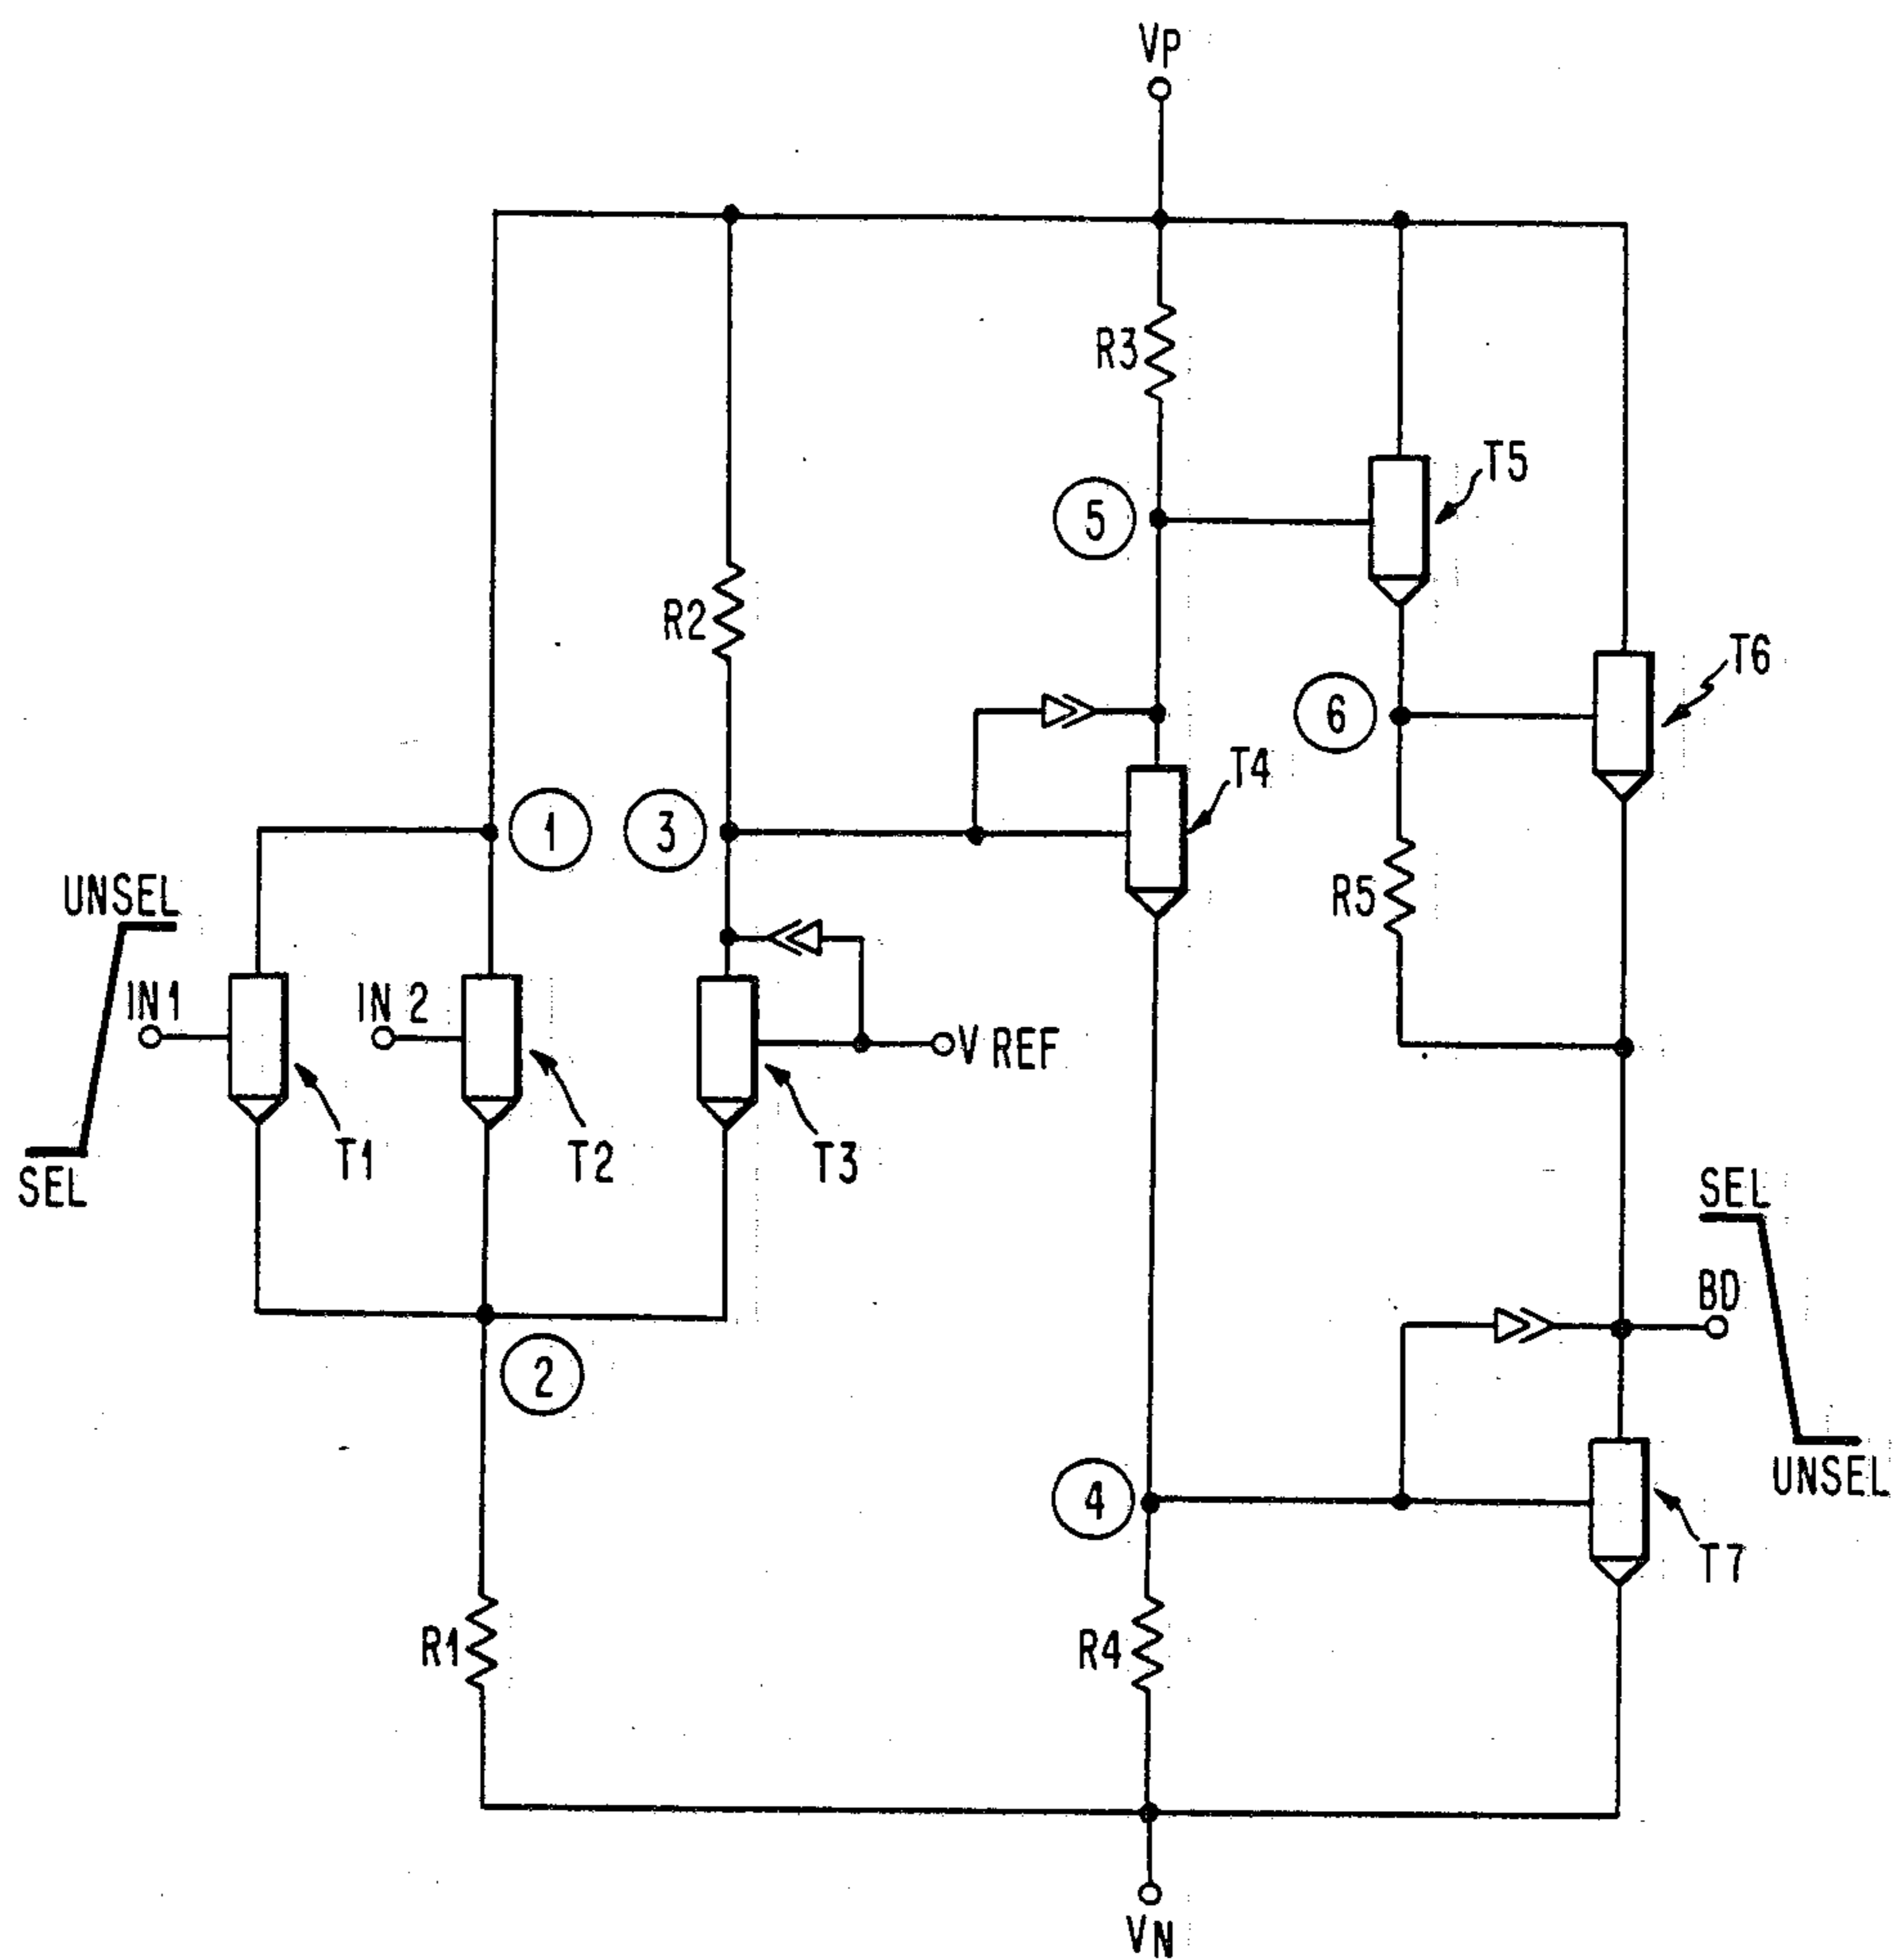 VP
R3
T5
5
R2
T6
6
T4
1
3
UNSEL
R5
IN1
IN 2
V REF
T1
T2
T3
SEL
SEL
BD
2
4
UNSEL
T7
R1
R4
VN